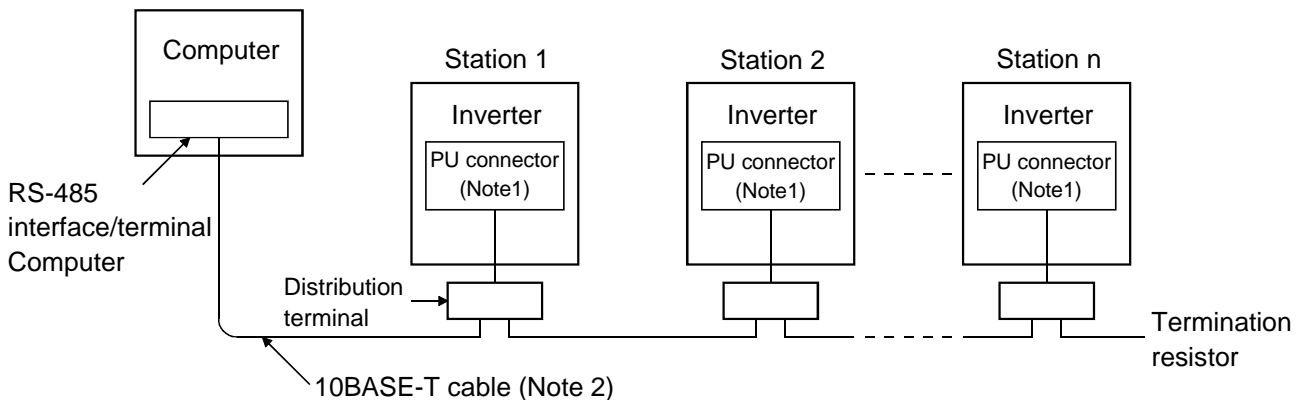 Computer
RS-485
interface/terminal
Computer
Station 1
Inverter
PU connector
(Note1)
Station 2
Inverter
PU connector
(Note1)
Station n
Inverter
PU connector
(Note1)
Distribution
terminal
Termination
resistor
10BASE-T cable (Note 2)